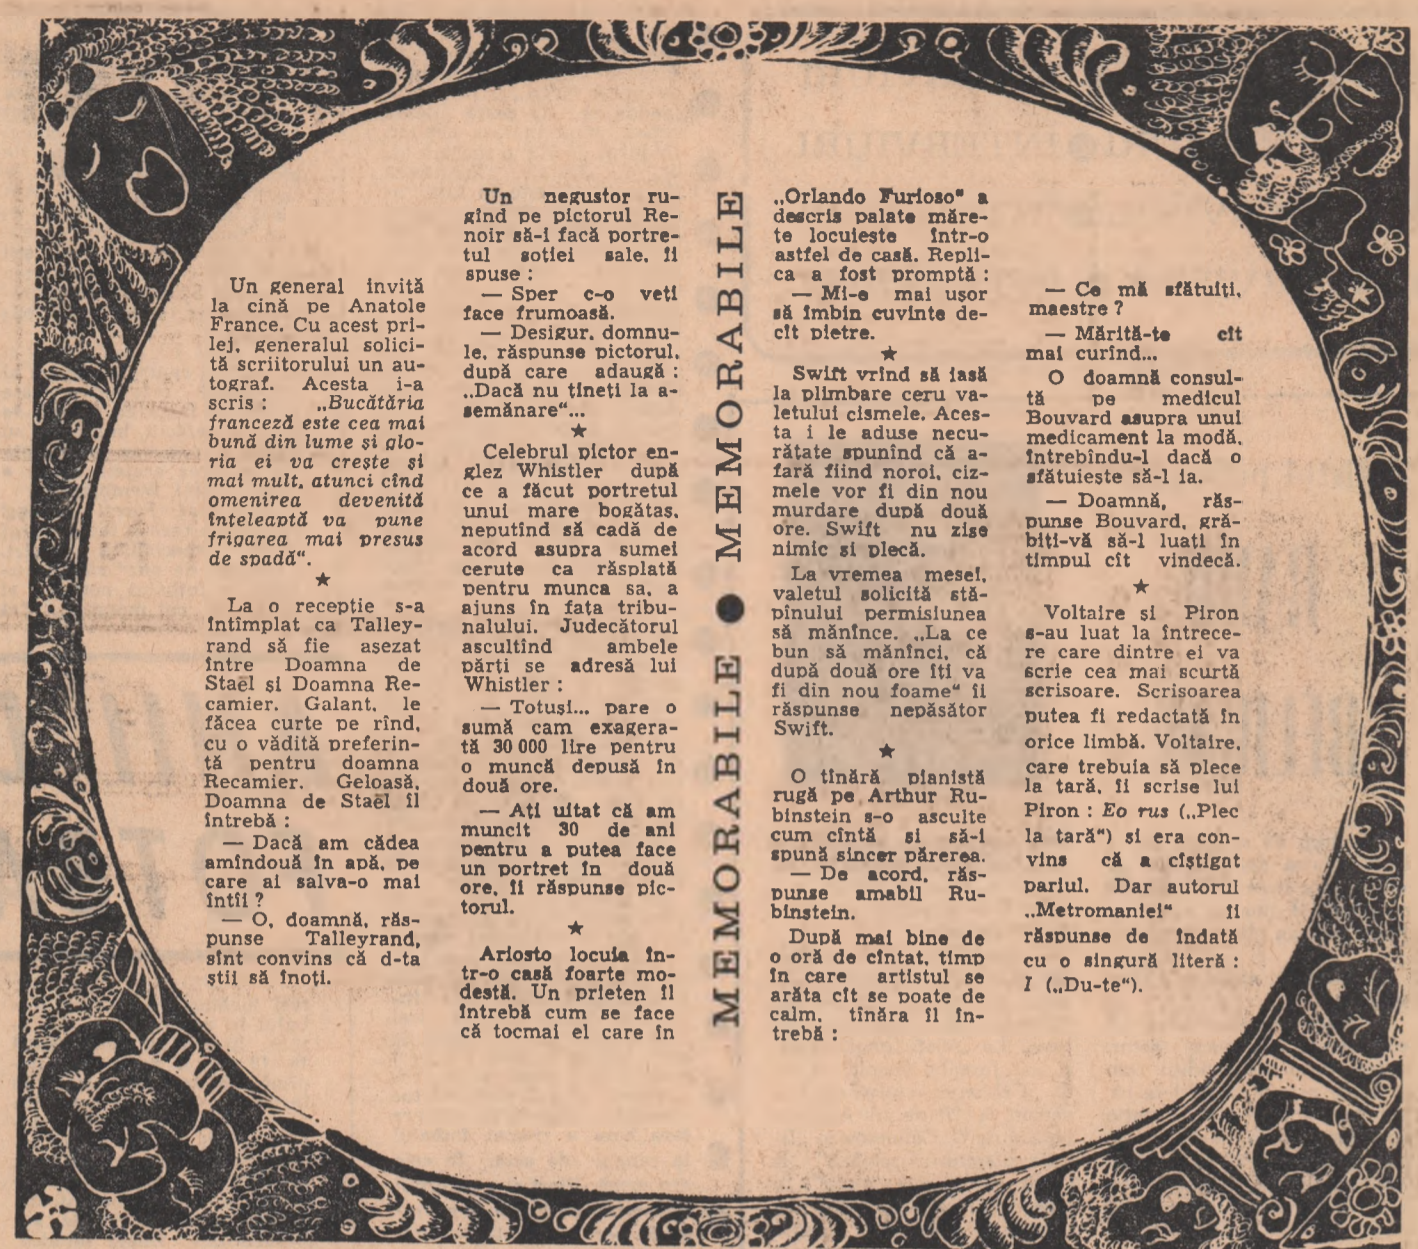 Un general invită
la cină pe Anatole
France. Cu acest pri-
lej, generalul solici-
tă scriitorului un au-
tograf. Acesta i-a
scris : „Bucătăria
franceză este cea mai
bună din lume și glo-
ria ei va crește și
mai mult, atunci cînd
omenirea devenită
înțeleaptă va pune
frigarea mai presus
de spadă“.
★
La o recepție s-a
întîmplat ca Talley-
rand să fie așezat
între Doamna de
Staël și Doamna Re-
camier. Galant, le
făcea curte pe rînd,
cu o vădită preferin-
ță pentru doamna
Recamier. Geloasă,
Doamna de Staël îl
întrebă :
— Dacă am cădea
amîndouă în apă, pe
care ai salva-o mai
întîi ?
— O, doamnă, răs-
punse Talleyrand,
sînt convins că d-ta
știi să înoți.
Un negustor ru-
gînd pe pictorul Re-
noir să-i facă portre-
tul soției sale, îi
spuse :
— Sper c-o veți
face frumoasă.
— Desigur, domnu-
le, răspunse pictorul,
după care adaugă :
„Dacă nu țineți la a-
semănare“...
★
Celebrul pictor en-
glez Whistler după
ce a făcut portretul
unui mare bogătaș,
neputînd să cadă de
acord asupra sumei
cerute ca răsplată
pentru munca sa, a
ajuns în fața tribu-
nalului. Judecătorul
ascultînd ambele
părți se adresă lui
Whistler :
— Totuși... pare o
sumă cam exagera-
tă 30 000 lire pentru
o muncă depusă în
două ore.
— Ați uitat că am
muncit 30 de ani
pentru a putea face
un portret în două
ore, îi răspunse pic-
torul.
★
Ariosto locuia în-
tr-o casă foarte mo-
destă. Un prieten îl
întrebă cum se face
că tocmai el care în
MEMORABILE ● MEMORABILE
„Orlando Furioso“ a
descris palate măre-
te locuiește într-o
astfel de casă. Repli-
ca a fost promptă :
— Mi-e mai ușor
să îmbin cuvinte de-
cît pietre.
★
Swift vrînd să iasă
la plimbare ceru va-
letului cismele. Aces-
ta i le aduse necu-
rățate spunînd că a-
fară fiind noroi, ciz-
mele vor fi din nou
murdare după două
ore. Swift nu zise
nimic și plecă.
La vremea mesei,
valetul solicită stă-
pînului permisiunea
să mănînce. „La ce
bun să mănînci, că
după două ore îți va
fi din nou foame“ îi
răspunse nepăsător
Swift.
★
O tînără pianistă
rugă pe Arthur Ru-
binstein s-o asculte
cum cîntă și să-i
spună sincer părerea.
— De acord, răs-
punse amabil Ru-
binstein.
După mai bine de
o oră de cîntat, timp
în care artistul se
arăta cît se poate de
calm, tînăra îl în-
trebă :
— Ce mă sfătuiți,
maestre ?
— Mărită-te cît
mai curînd...
O doamnă consul-
tă pe medicul
Bouvard asupra unui
medicament la modă,
întrebîndu-l dacă o
sfătuiește să-l ia.
— Doamnă, răs-
punse Bouvard, gră-
biți-vă să-l luați în
timpul cît vindecă.
★
Voltaire și Piron
s-au luat la întrece-
re care dintre ei va
scrie cea mai scurtă
scrisoare. Scrisoarea
putea fi redactată în
orice limbă. Voltaire,
care trebuia să plece
la țară, îi scrise lui
Piron : Eo rus („Plec
la țară“) și era con-
vins că a cîștigat
pariul. Dar autorul
„Metromaniei“ îi
răspunse de îndată
cu o singură literă :
I („Du-te“).